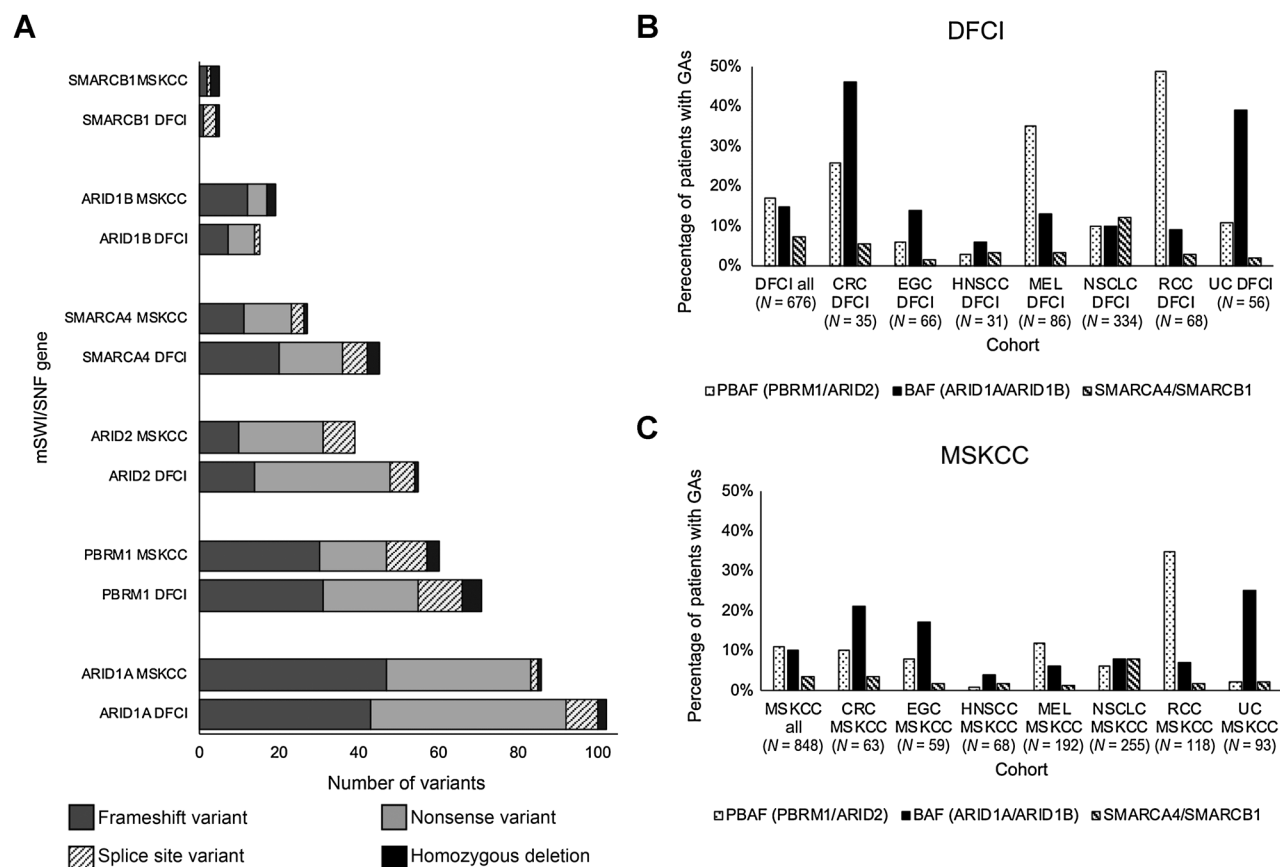 A
SMARCB1MSKCC
SMARCB1 DFCI
ARID1B MSKCC
ARID1B DFCI
SMARCA4 MSKCC
SMARCA4 DFCI
ARID2 MSKCC
ARID2 DFCI
PBRM1 MSKCC
PBRM1 DFCI
ARID1A MSKCC
ARID1A DFCI
mSWI/SNF gene
0 20 40 60 80 100
Number of variants
Frameshift variant Nonsense variant
Splice site variant Homozygous deletion
B
DFCI
Percentage of patients with GAs
50%
40%
30%
20%
10%
0%
DFCI all CRC EGC HNSCC MEL NSCLC RCC UC DFCI
(N = 676) DFCI DFCI DFCI DFCI DFCI DFCI (N = 56)
(N = 35) (N = 66) (N = 31) (N = 86) (N = 334) (N = 68)
Cohort
PBAF (PBRM1/ARID2) BAF (ARID1A/ARID1B) SMARCA4/SMARCB1
C
MSKCC
Percentage of patients with GAs
50%
40%
30%
20%
10%
0%
MSKCC CRC EGC HNSCC MEL NSCLC RCC UC
all MSKCC MSKCC MSKCC MSKCC MSKCC MSKCC MSKCC
(N = 848) (N = 63) (N = 59) (N = 68) (N = 192) (N = 255) (N = 118) (N = 93)
Cohort
PBAF (PBRM1/ARID2) BAF (ARID1A/ARID1B) SMARCA4/SMARCB1